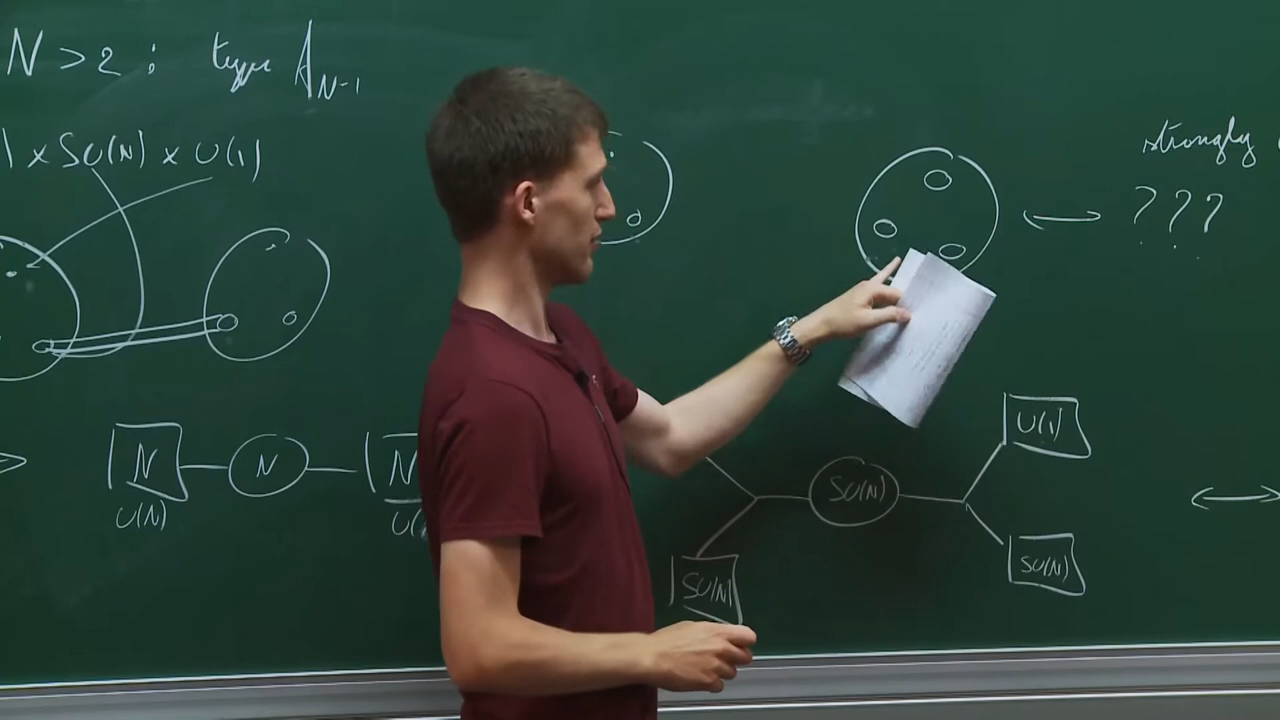 N > 2 : type A_{N-1}
× SU(N) × U(1)
strongly
???
N
U(N)
N
N
SU(N)
SU(N)
U(1)
SU(N)